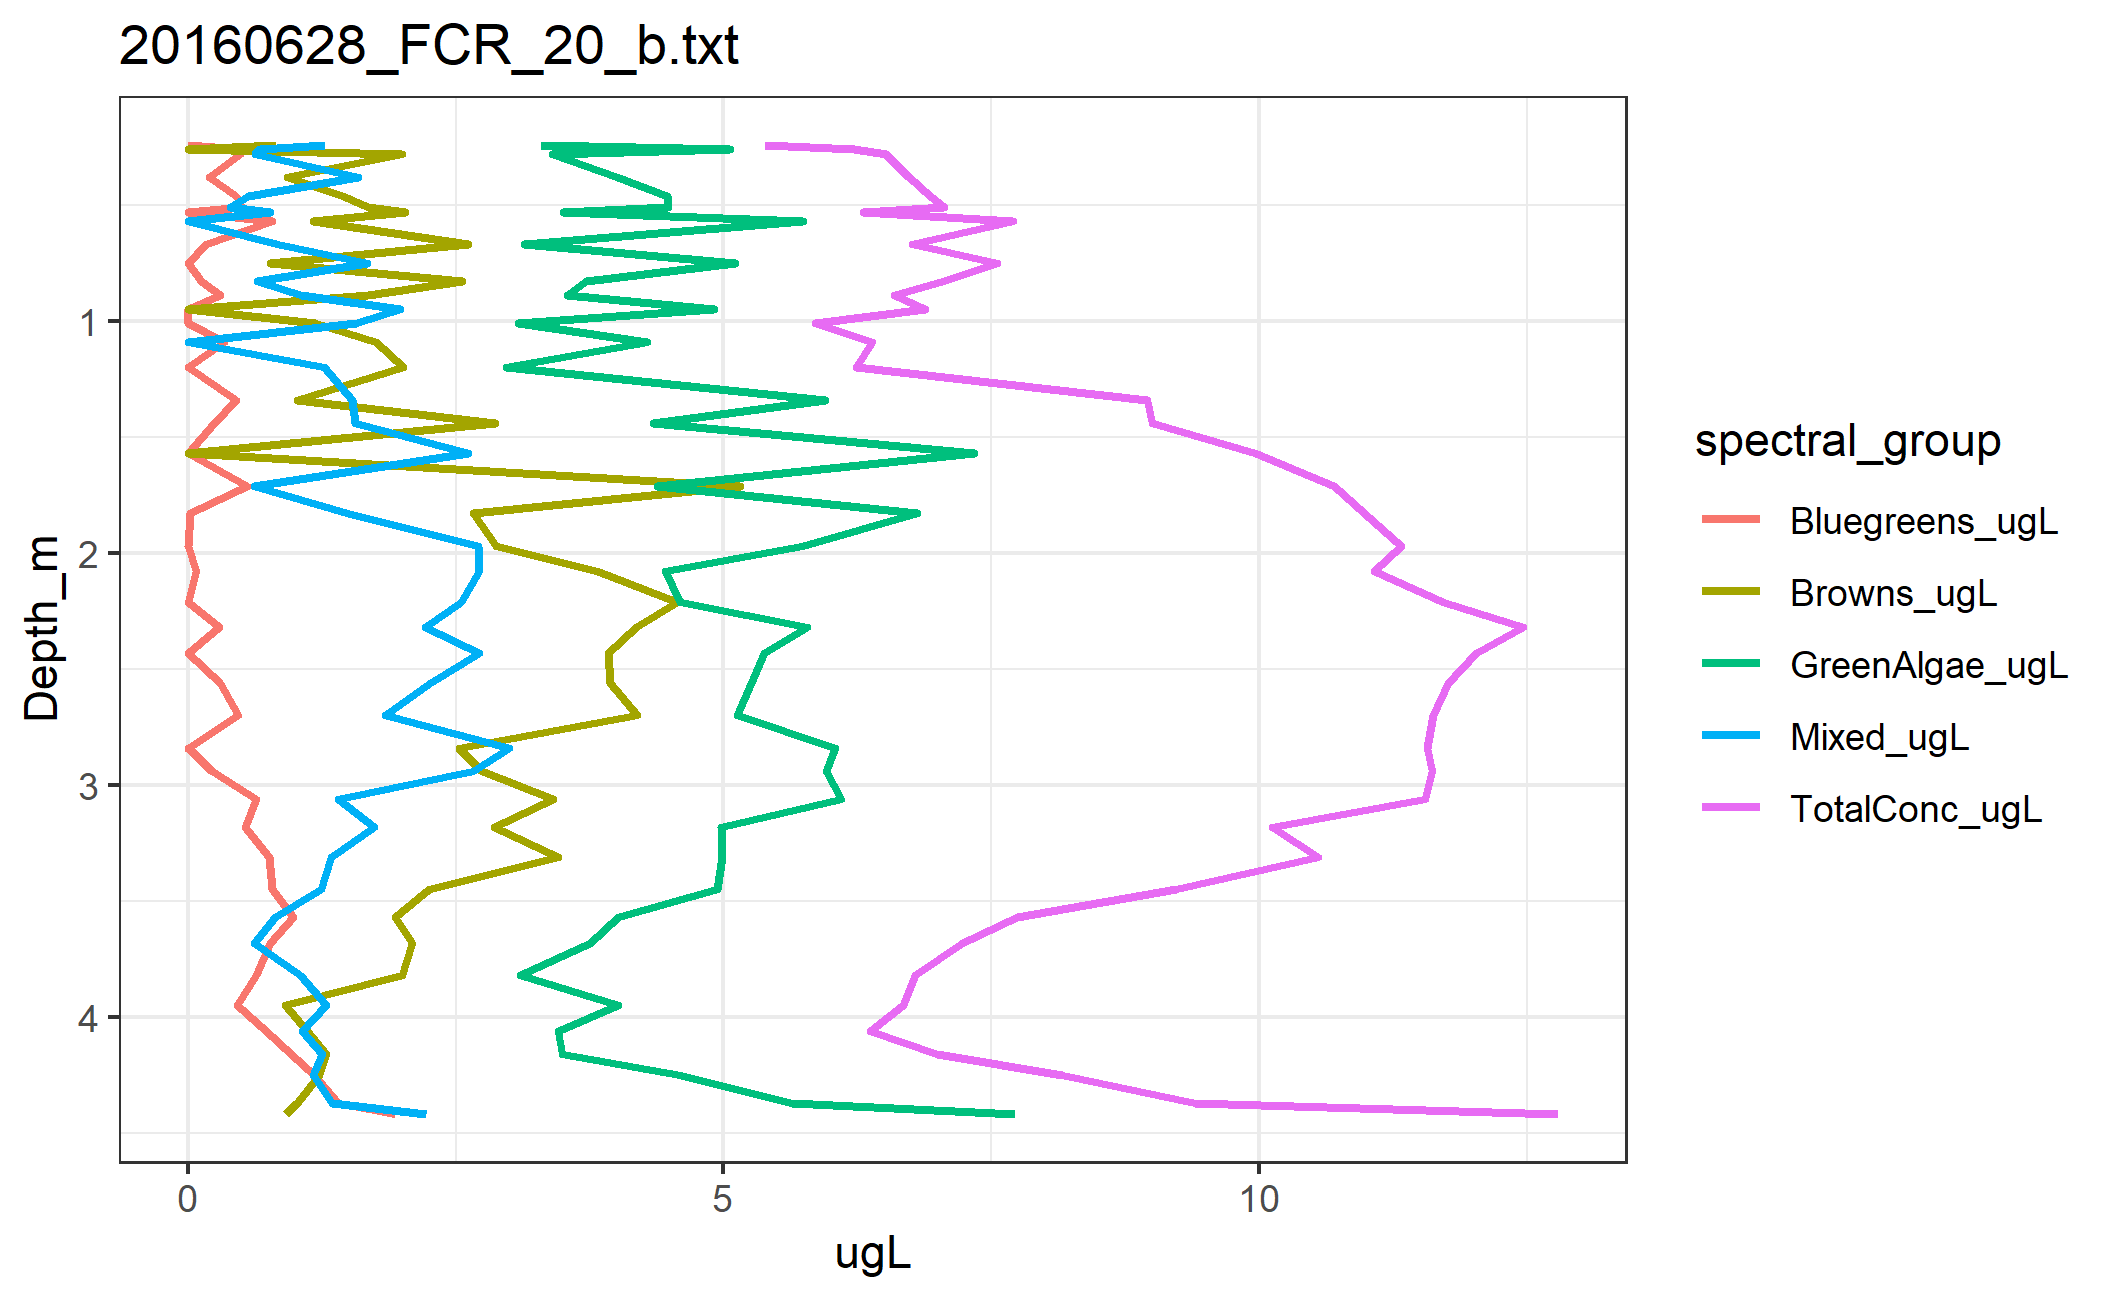 20160628_FCR_20_b.txt
Depth_m
1
2
3
4
0 5 10
ugL
spectral_group
Bluegreens_ugL
Browns_ugL
GreenAlgae_ugL
Mixed_ugL
TotalConc_ugL